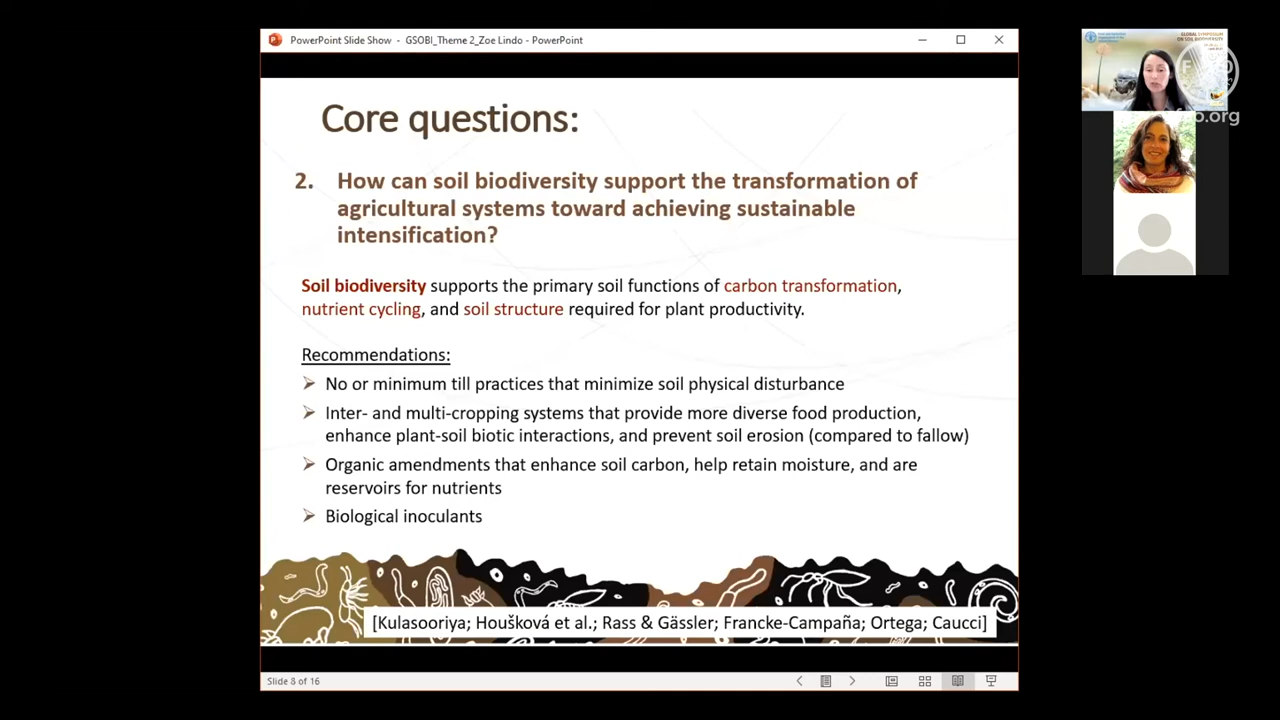 PowerPoint Slide Show - GSOBI_Theme 2_Zoe Lindo - PowerPoint
Core questions:
2. How can soil biodiversity support the transformation of
agricultural systems toward achieving sustainable
intensification?
Soil biodiversity supports the primary soil functions of carbon transformation,
nutrient cycling, and soil structure required for plant productivity.
Recommendations:
No or minimum till practices that minimize soil physical disturbance
Inter- and multi-cropping systems that provide more diverse food production,
enhance plant-soil biotic interactions, and prevent soil erosion (compared to fallow)
Organic amendments that enhance soil carbon, help retain moisture, and are
reservoirs for nutrients
Biological inoculants
[Kulasooriya; Houšková et al.; Rass & Gässler; Francke-Campaña; Ortega; Caucci]
Slide 8 of 16
GLOBAL SYMPOSIUM
ON SOIL BIODIVERSITY